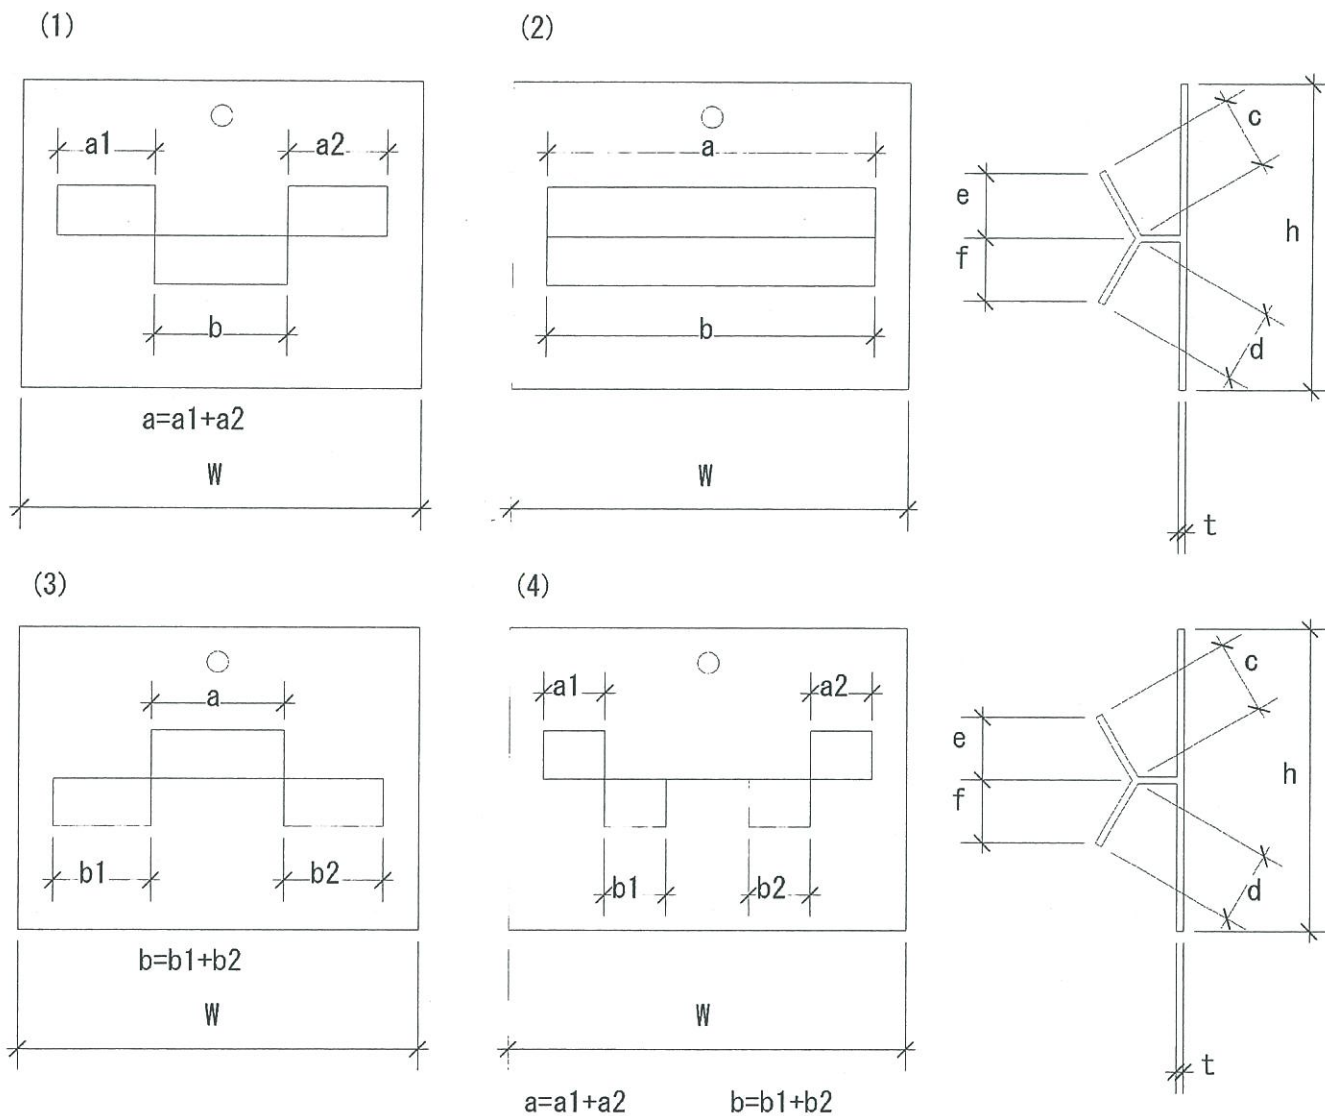 (1)
a1
a2
b
a=a1+a2
W
(2)
a
b
W
c
e
f
h
d
t
(3)
a
b1
b2
b=b1+b2
W
(4)
a1
a2
b1
b2
W
a=a1+a2 b=b1+b2
c
e
f
h
d
t